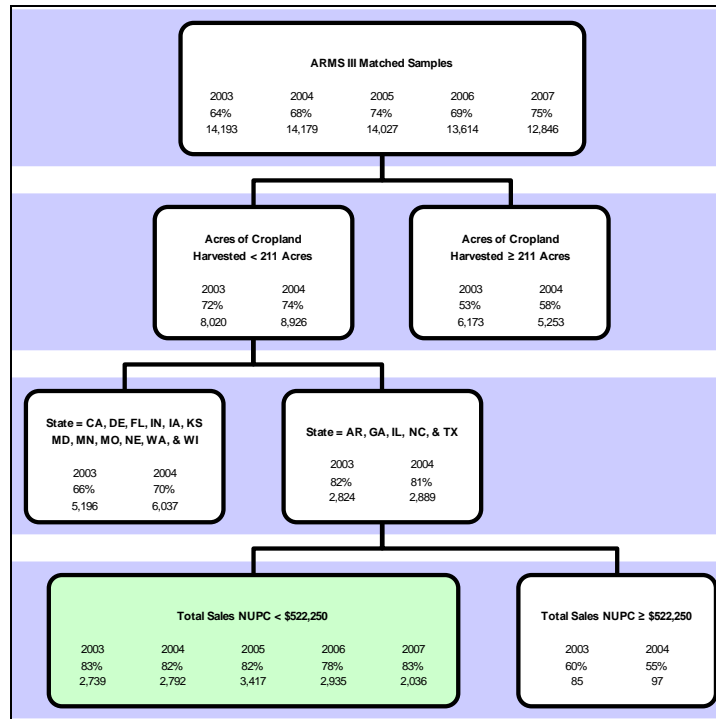 ARMS III Matched Samples
2003 2004 2005 2006 2007
64% 68% 74% 69% 75%
14,193 14,179 14,027 13,614 12,846
Acres of Cropland
Harvested < 211 Acres
2003 2004
72% 74%
8,020 8,926
Acres of Cropland
Harvested ≥ 211 Acres
2003 2004
53% 58%
6,173 5,253
State = CA, DE, FL, IN, IA, KS
MD, MN, MO, NE, WA, & WI
2003 2004
66% 70%
5,196 6,037
State = AR, GA, IL, NC, & TX
2003 2004
82% 81%
2,824 2,889
Total Sales NUPC < $522,250
2003 2004 2005 2006 2007
83% 82% 82% 78% 83%
2,739 2,792 3,417 2,935 2,036
Total Sales NUPC ≥ $522,250
2003 2004
60% 55%
85 97